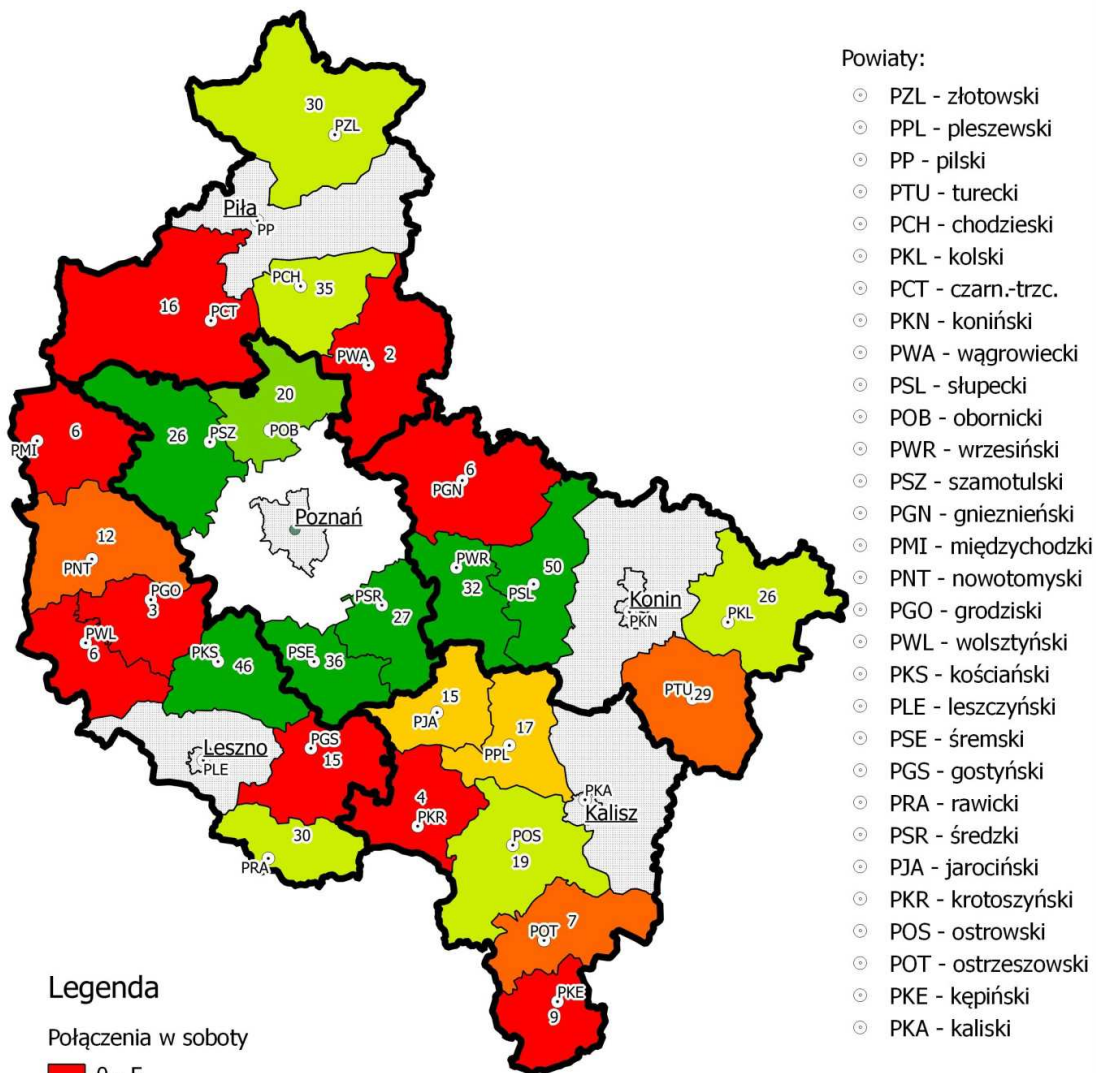 Powiaty:
PZL - złotowski
PPL - pleszewski
PP - pilski
PTU - turecki
PCH - chodzieski
PKL - kolski
PCT - czarn.-trzc.
PKN - koniński
PWA - wągrowiecki
PSL - słupecki
POB - obornicki
PWR - wrzesiński
PSZ - szamotulski
PGN - gnieznieński
PMI - międzychodzki
PNT - nowotomyski
PGO - grodziski
PWL - wolsztyński
PKS - kościański
PLE - leszczyński
PSE - śremski
PGS - gostyński
PRA - rawicki
PSR - średzki
PJA - jarociński
PKR - krotoszyński
POS - ostrowski
POT - ostrzeszowski
PKE - kępiński
PKA - kaliski
30
PZL
Piła
PP
PCH
35
16
PCT
PWA 2
20
POB
26
PSZ
6
PMI
6
PGN
Poznań
12
PNT
PGO
3
PWL
6
PKS 46
PSE 36
PSR
27
PWR
32
50
PSL
Konin
PKN
26
PKL
PTU 29
15
PJA
17
PPL
Leszno
PLE
PGS
15
PKA
Kalisz
4
PKR
30
PRA
POS
19
7
POT
PKE
9
Legenda
Połączenia w soboty